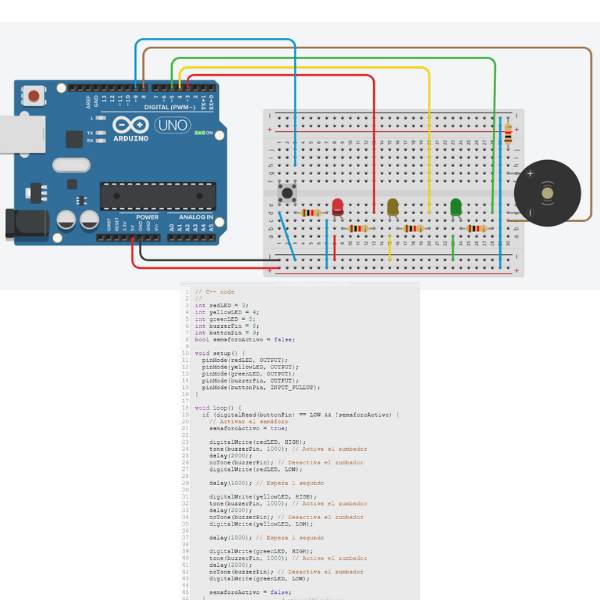 DIGITAL (PWM~)
UNO
ARDUINO
ON
L
TX
RX
POWER
ANALOG IN
1 // C++ code
2 //
3 int redLED = 3;
4 int yellowLED = 4;
5 int greenLED = 5;
6 int buzzerPin = 8;
7 int buttonPin = 9;
8 bool semaforoActivo = false;
9
10 void setup() {
11 pinMode(redLED, OUTPUT);
12 pinMode(yellowLED, OUTPUT);
13 pinMode(greenLED, OUTPUT);
14 pinMode(buzzerPin, OUTPUT);
15 pinMode(buttonPin, INPUT_PULLUP);
16 }
17
18 void loop() {
19 if (digitalRead(buttonPin) == LOW && !semaforoActivo) {
20 // Activar el semáforo
21 semaforoActivo = true;
22
23 digitalWrite(redLED, HIGH);
24 tone(buzzerPin, 1000); // Activa el zumbador
25 delay(2000);
26 noTone(buzzerPin); // Desactiva el zumbador
27 digitalWrite(redLED, LOW);
28
29 delay(1000); // Espera 1 segundo
30
31 digitalWrite(yellowLED, HIGH);
32 tone(buzzerPin, 1000); // Activa el zumbador
33 delay(2000);
34 noTone(buzzerPin); // Desactiva el zumbador
35 digitalWrite(yellowLED, LOW);
36
37 delay(1000); // Espera 1 segundo
38
39 digitalWrite(greenLED, HIGH);
40 tone(buzzerPin, 1000); // Activa el zumbador
41 delay(2000);
42 noTone(buzzerPin); // Desactiva el zumbador
43 digitalWrite(greenLED, LOW);
44
45 semaforoActivo = false;